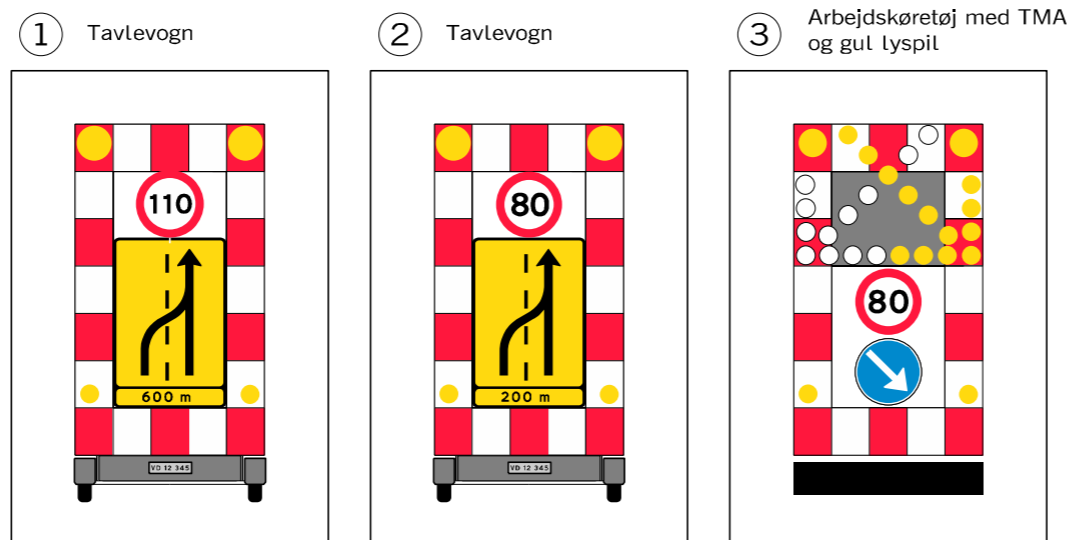 1 Tavlevogn
2 Tavlevogn
3 Arbejdskøretøj med TMA
og gul lyspil
110
600 m
VD 12 345
80
200 m
VD 12 345
80